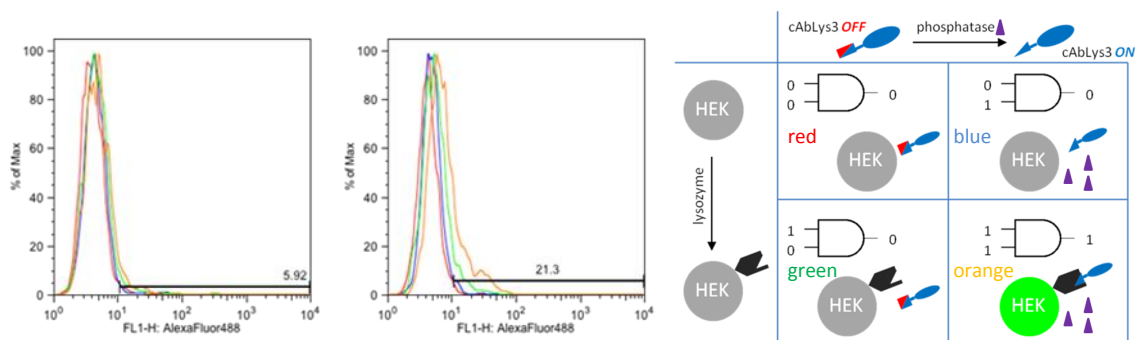 100
80
60
40
20
0
% of Max
5.92
10^0
10^1
10^2
10^3
10^4
FL1-H: AlexaFluor488
100
80
60
40
20
0
% of Max
21.3
10^0
10^1
10^2
10^3
10^4
FL1-H: AlexaFluor488
cAbLys3 OFF
phosphatase
cAbLys3 ON
HEK
lysozyme
HEK
0
0
0
red
HEK
0
1
0
blue
HEK
1
0
0
green
HEK
1
1
1
orange
HEK